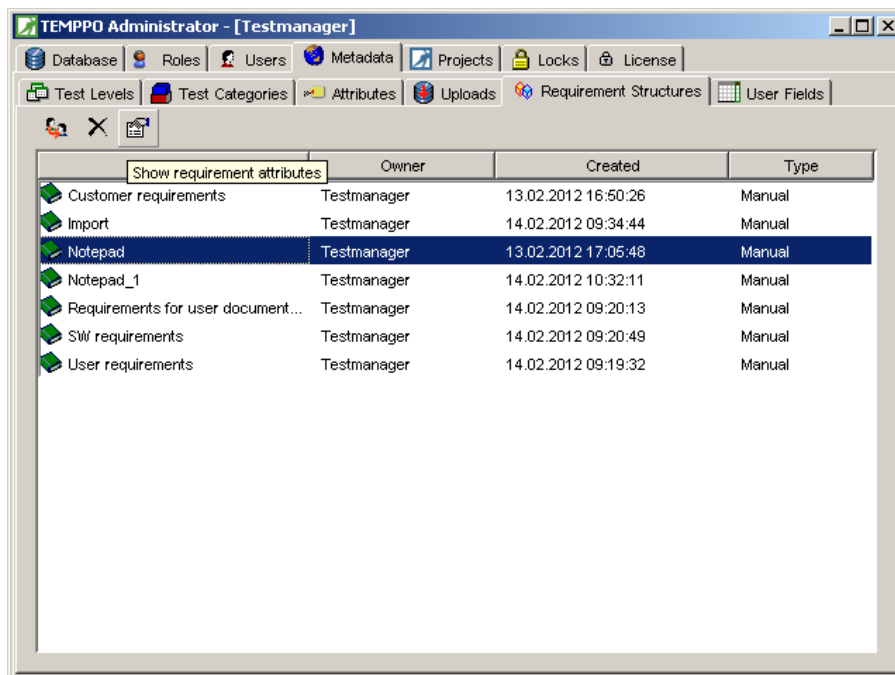 TEMPPO Administrator - [Testmanager]
Database Roles Users Metadata Projects Locks License
Test Levels Test Categories Attributes Uploads Requirement Structures User Fields
Show requirement attributes Owner Created Type
Customer requirements Testmanager 13.02.2012 16:50:26 Manual
Import Testmanager 14.02.2012 09:34:44 Manual
Notepad Testmanager 13.02.2012 17:05:48 Manual
Notepad_1 Testmanager 14.02.2012 10:32:11 Manual
Requirements for user document... Testmanager 14.02.2012 09:20:13 Manual
SW requirements Testmanager 14.02.2012 09:20:49 Manual
User requirements Testmanager 14.02.2012 09:19:32 Manual